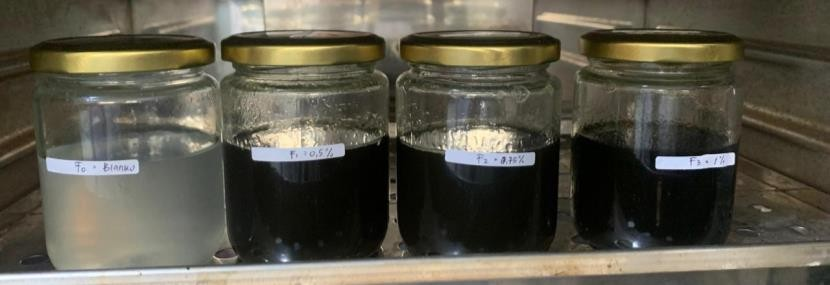 F0 = Blanko
F1 = 0,5%
F2 = 0,75%
F3 = 1%